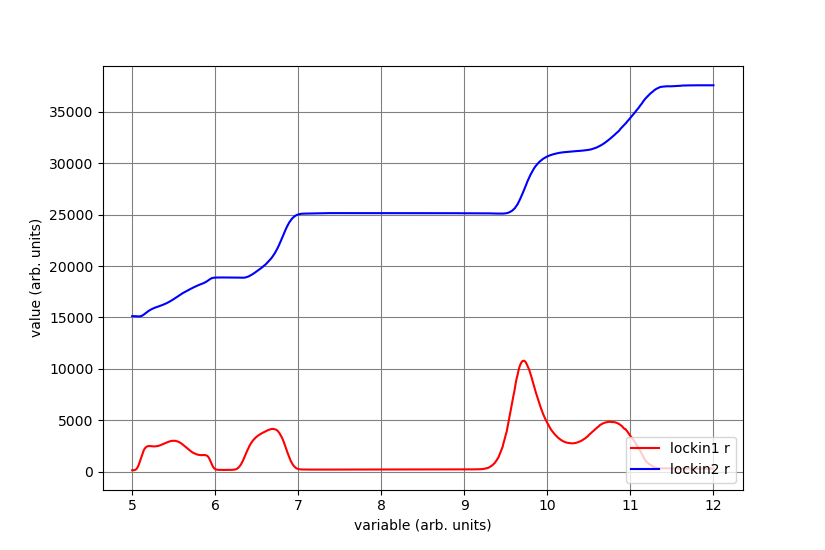 35000
30000
25000
20000
15000
10000
5000
0
value (arb. units)
5 6 7 8 9 10 11 12
variable (arb. units)
lockin1 r
lockin2 r